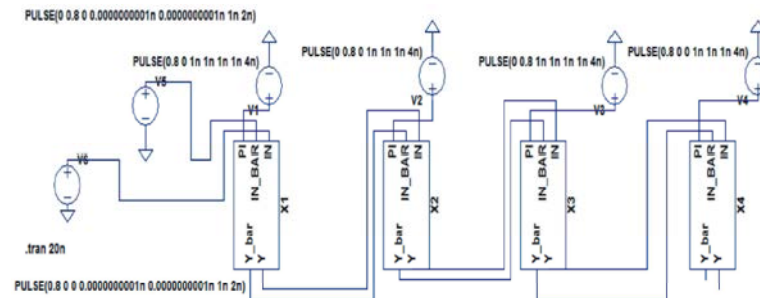 PULSE(0 0.8 0 0.0000000001n 0.0000000001n 1n 2n)
PULSE(0.8 0 1n 1n 1n 1n 4n)
PULSE(0 0.8 0 1n 1n 1n 4n)
PULSE(0 0.8 1n 1n 1n 1n 4n)
PULSE(0.8 0 0 1n 1n 1n 4n)
V5
V1
V2
V3
V4
V6
PI
IN_BAR
IN
X1
Y_bar
Y
PI
IN_BAR
IN
X2
Y_bar
Y
PI
IN_BAR
IN
X3
Y_bar
Y
PI
IN_BAR
IN
X4
Y_bar
Y
.tran 20n
PULSE(0.8 0 0 0.0000000001n 0.0000000001n 1n 2n)